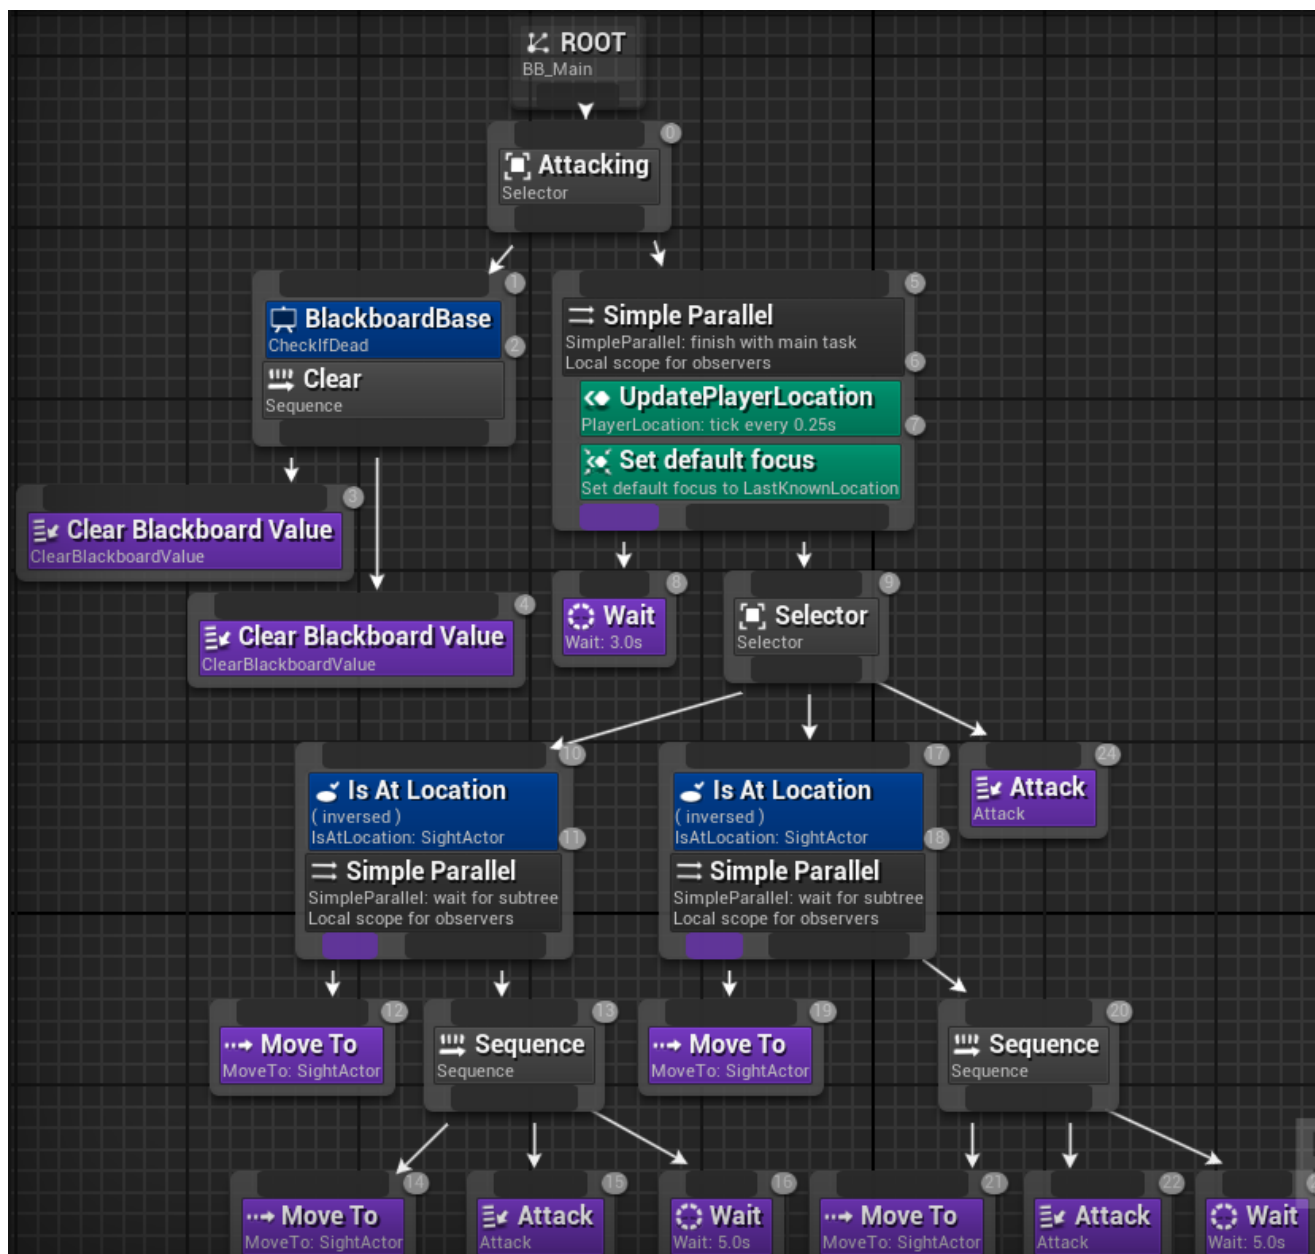 ROOT
BB_Main
0
Attacking
Selector
1
BlackboardBase
CheckIfDead
2
Clear
Sequence
5
Simple Parallel
SimpleParallel: finish with main task
Local scope for observers
6
UpdatePlayerLocation
PlayerLocation: tick every 0.25s
7
Set default focus
Set default focus to LastKnownLocation
3
Clear Blackboard Value
ClearBlackboardValue
4
Clear Blackboard Value
ClearBlackboardValue
8
Wait
Wait: 3.0s
9
Selector
Selector
10
Is At Location
( inversed )
IsAtLocation: SightActor
11
Simple Parallel
SimpleParallel: wait for subtree
Local scope for observers
17
Is At Location
( inversed )
IsAtLocation: SightActor
18
Simple Parallel
SimpleParallel: wait for subtree
Local scope for observers
24
Attack
Attack
12
Move To
MoveTo: SightActor
13
Sequence
Sequence
19
Move To
MoveTo: SightActor
20
Sequence
Sequence
14
Move To
MoveTo: SightActor
15
Attack
Attack
16
Wait
Wait: 5.0s
21
Move To
MoveTo: SightActor
22
Attack
Attack
Wait
Wait: 5.0s